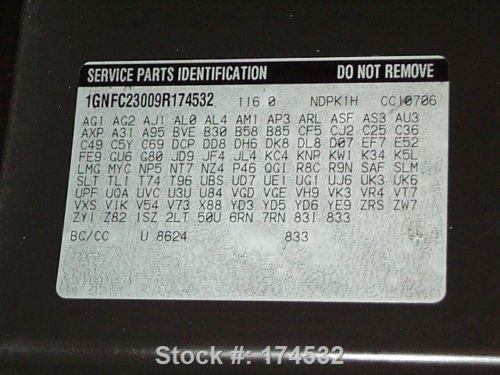 SERVICE PARTS IDENTIFICATION DO NOT REMOVE
1GNFC23009R174532 116 0 NDPK1H CC10706
AG1 AG2 AJ1 AL0 AL4 AM1 AP3 ARL ASF AS3 AU3
AXP A31 A95 BVE B30 B58 B85 CF5 CJ2 C25 C36
C49 C5Y C69 DCP DD8 DH6 DK8 DL8 D07 EF7 E52
FE9 GU6 G80 JD9 JF4 JL4 KC4 KNP KW1 K34 K5L
LMG MYC NP5 NT7 NZ4 P46 QG1 R8C R9N SAF SLM
SLT TL1 T74 T96 UBS UD7 UE1 UG1 UJ6 UK3 UK6
UPF UQA UVC U3U U84 VGD VGE YH9 VK3 VR4 VT7
VXS V1K V54 V73 X88 YD3 YD5 YD6 YE9 ZRS ZW7
ZY1 Z82 1SZ 2LT 50U 6RN 7RN 83I 833
BC/CC U 8624 833
Stock #: 174532